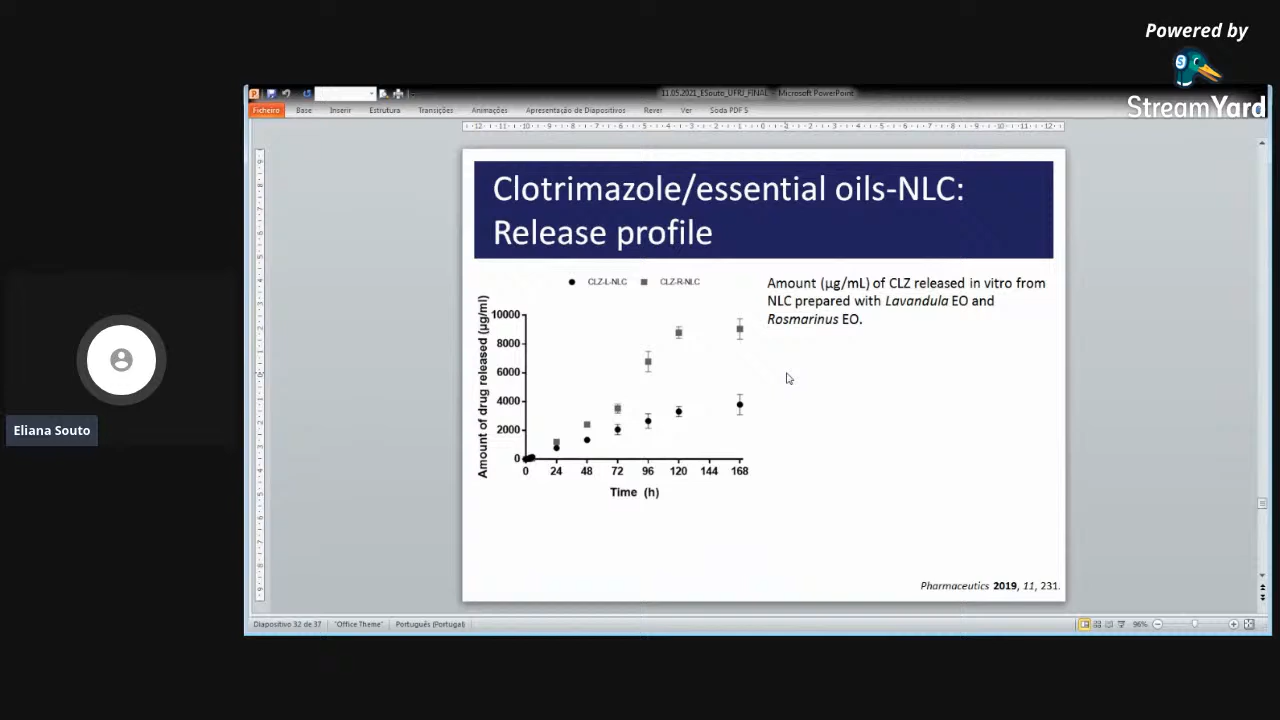 Powered by
StreamYard
11.05.2021_ESouto_UFRJ_FINAL - Microsoft PowerPoint
Ficheiro Base Inserir Estrutura Transições Animações Apresentação de Diapositivos Rever Ver Soda PDF 5
Clotrimazole/essential oils-NLC:
Release profile
CLZ-L-NLC CLZ-R-NLC
Amount of drug released (µg/ml)
10000
8000
6000
4000
2000
0
0 24 48 72 96 120 144 168
Time (h)
Amount (µg/mL) of CLZ released in vitro from
NLC prepared with Lavandula EO and
Rosmarinus EO.
Pharmaceutics 2019, 11, 231.
Eliana Souto
Diapositivo 32 de 37 "Office Theme" Português (Portugal) 96%